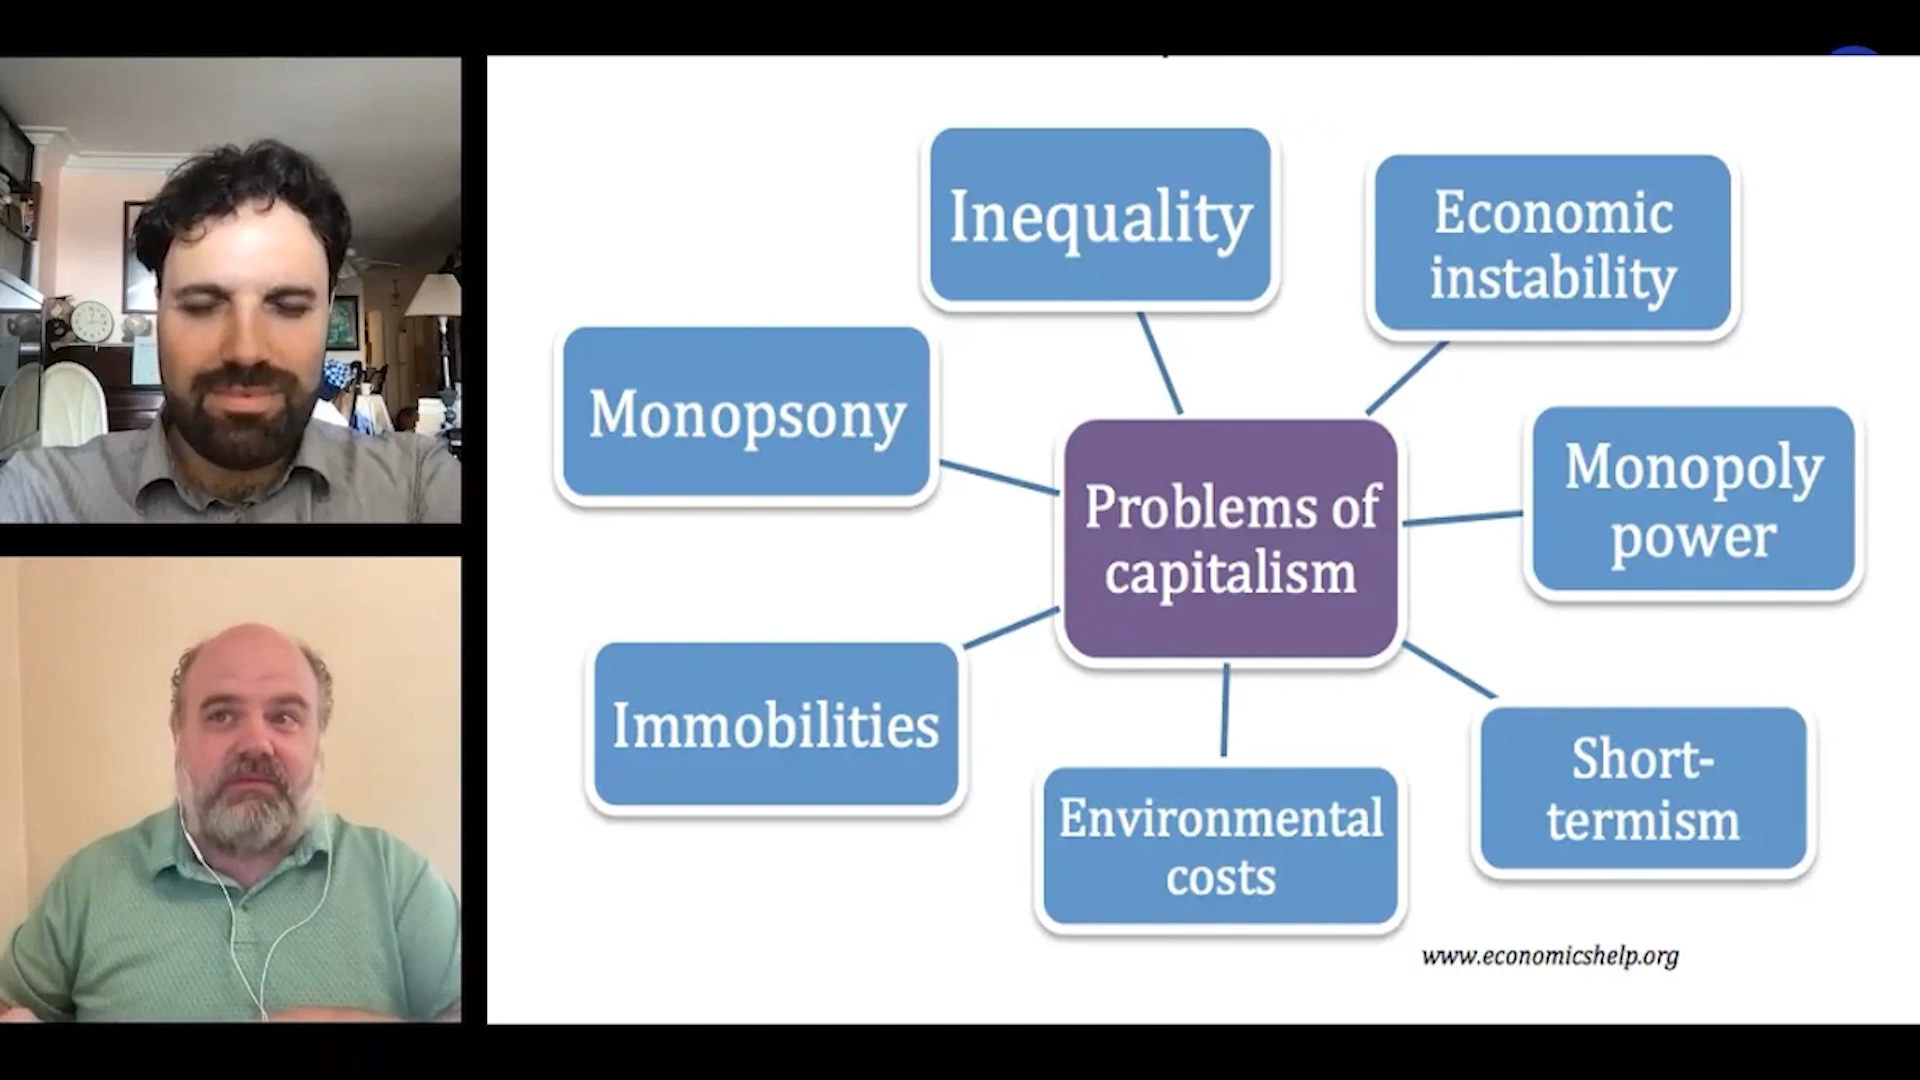 Inequality
Economic
instability
Monopsony
Monopoly
power
Problems of
capitalism
Immobilities
Short-
termism
Environmental
costs
www.economicshelp.org